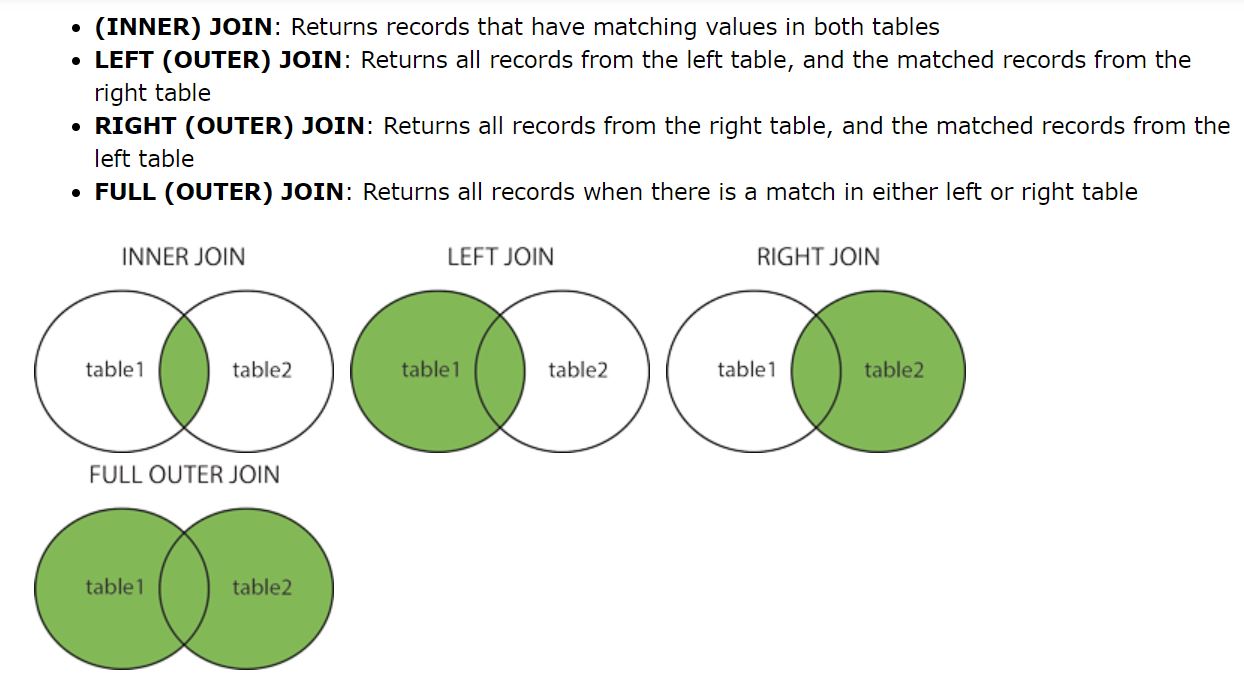 • (INNER) JOIN: Returns records that have matching values in both tables
• LEFT (OUTER) JOIN: Returns all records from the left table, and the matched records from the
right table
• RIGHT (OUTER) JOIN: Returns all records from the right table, and the matched records from the
left table
• FULL (OUTER) JOIN: Returns all records when there is a match in either left or right table
INNER JOIN
table1
table2
LEFT JOIN
table1
table2
RIGHT JOIN
table1
table2
FULL OUTER JOIN
table1
table2